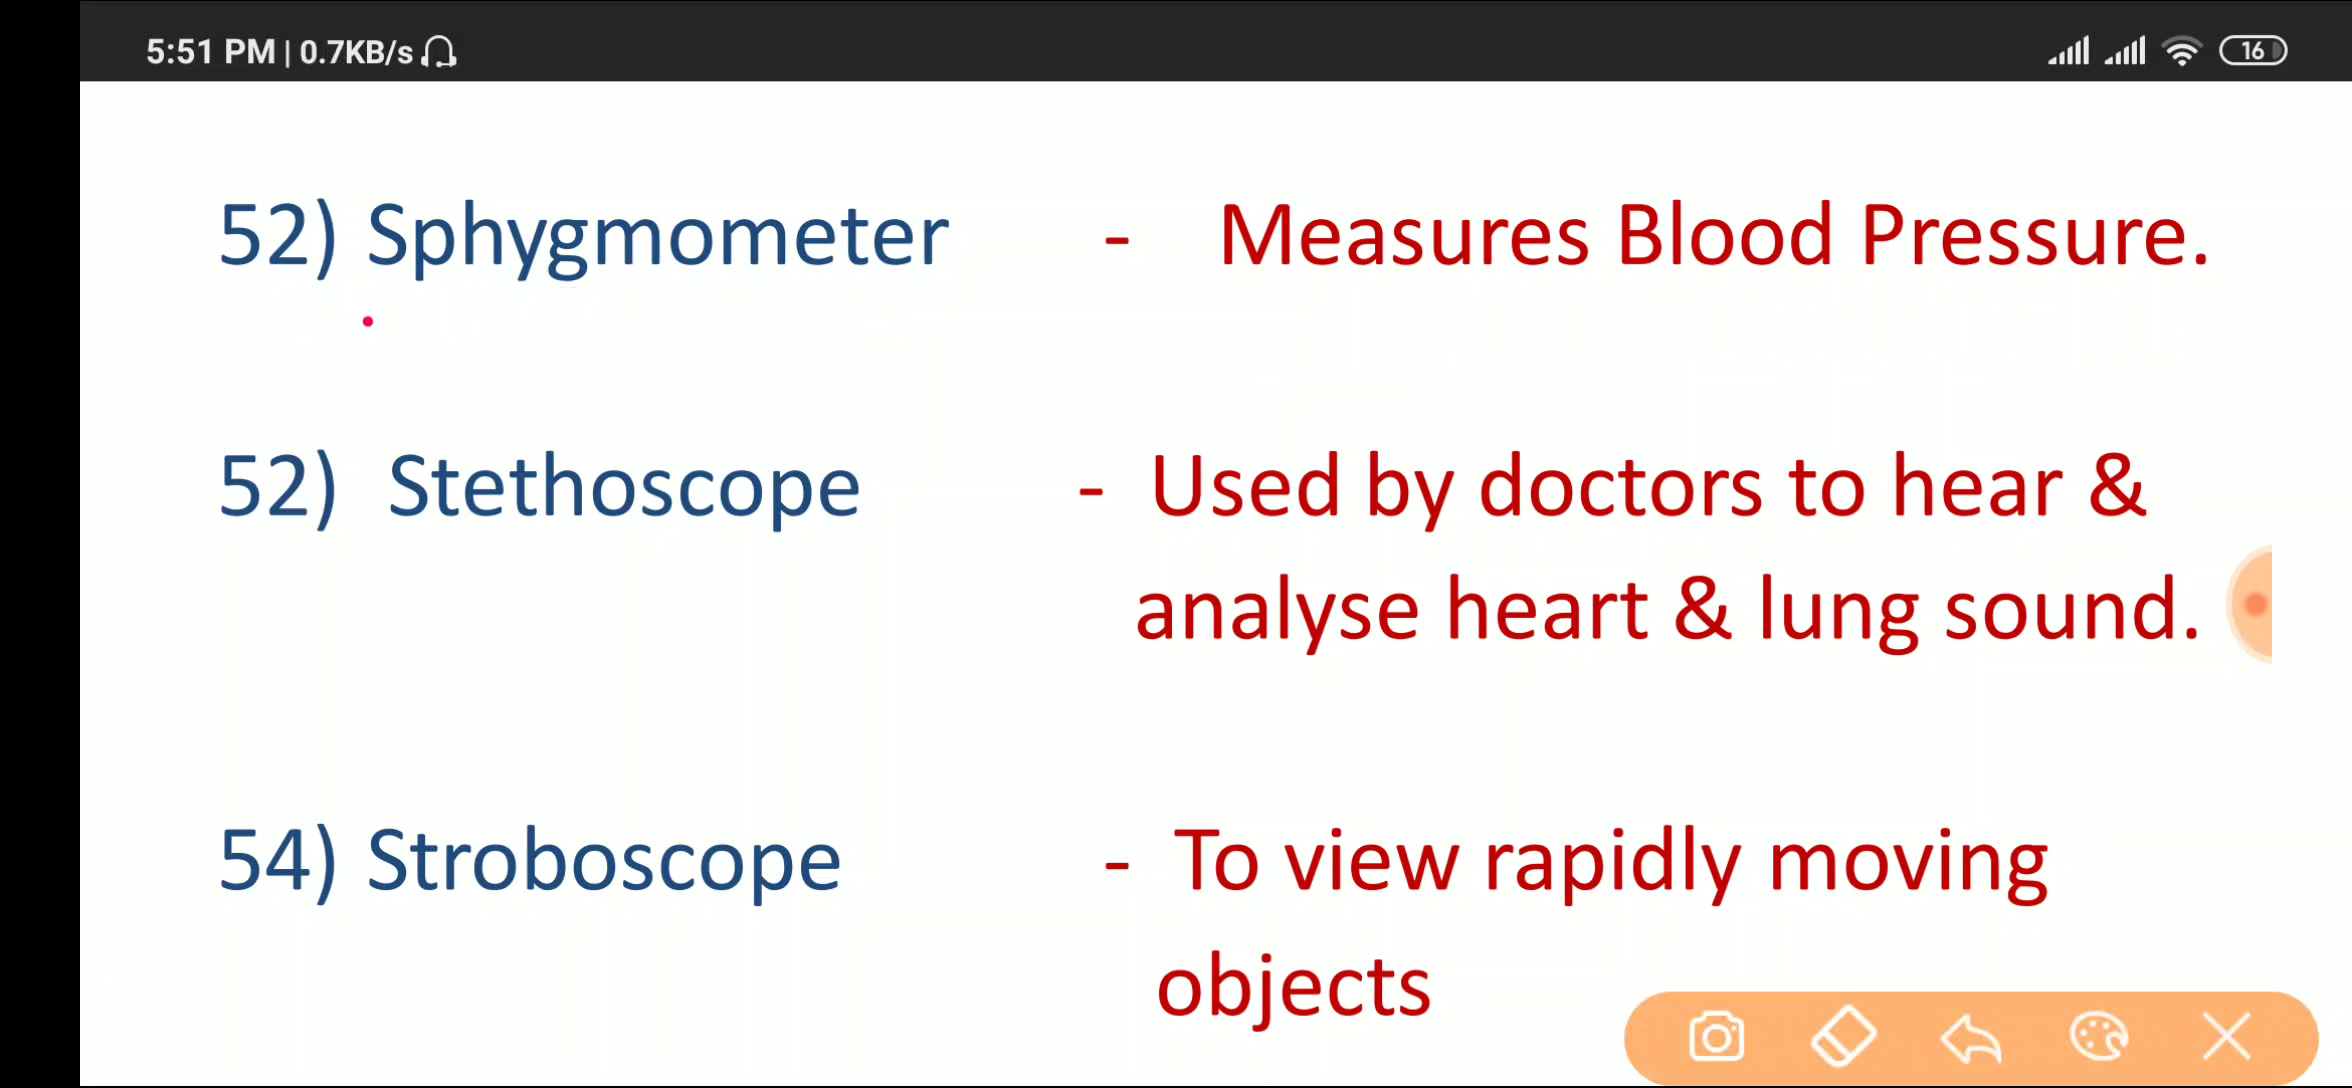 5:51 PM | 0.7KB/s 16
52) Sphygmometer - Measures Blood Pressure.
52) Stethoscope - Used by doctors to hear &
analyse heart & lung sound.
54) Stroboscope - To view rapidly moving
objects